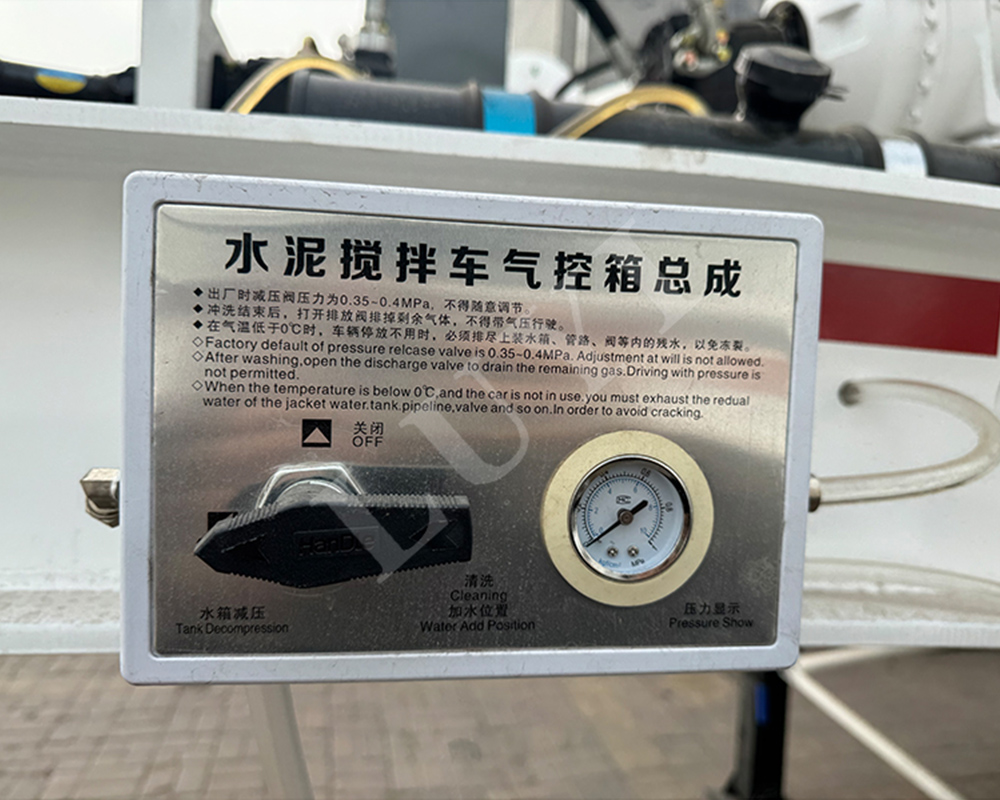 水泥搅拌车气控箱总成
◆出厂时减压阀压力为0.35~0.4MPa，不得随意调节。
◆冲洗结束后，打开排放阀排掉剩余气体，不得带气压行驶。
◆在气温低于0℃时，车辆停放不用时，必须排尽上装水箱、管路、阀等内的残水，以免冻裂。
◇Factory default of pressure relcase valve is 0.35~0.4MPa. Adjustment at will is not allowed.
◇After washing,open the discharge valve to drain the remaining gas.Driving with pressure is
not permitted.
◇When the temperature is below 0℃,and the car is not in use.you must exhaust the redual
water of the jacket water.tank.pipeline,valve and so on.In order to avoid cracking.
关闭
OFF
清洗
Cleaning
水箱减压
Tank Decompression
加水位置
Water Add Position
压力显示
Pressure Show
MPa
LUYI